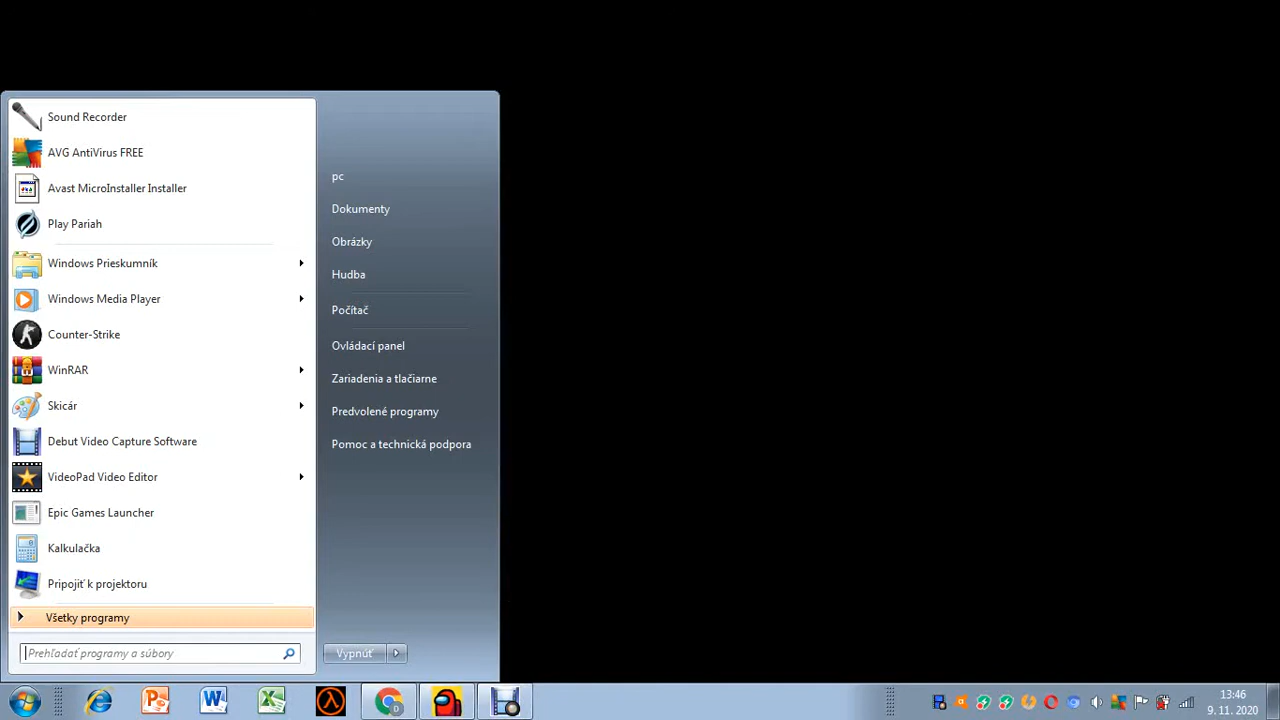 Sound Recorder
AVG AntiVirus FREE
Avast MicroInstaller Installer
Play Pariah
Windows Prieskumník
Windows Media Player
Counter-Strike
WinRAR
Skicár
Debut Video Capture Software
VideoPad Video Editor
Epic Games Launcher
Kalkulačka
Pripojiť k projektoru
Všetky programy
Prehľadať programy a súbory
pc
Dokumenty
Obrázky
Hudba
Počítač
Ovládací panel
Zariadenia a tlačiarne
Predvolené programy
Pomoc a technická podpora
Vypnúť
13:46
9. 11. 2020